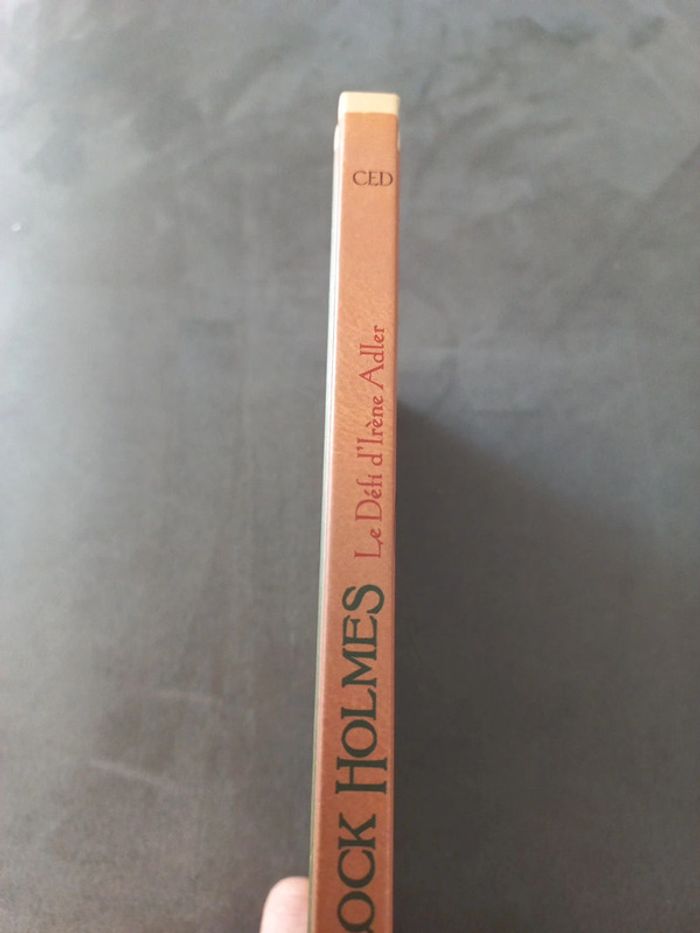 CED
OCK HOLMES
Le Défi d'Irène Adler